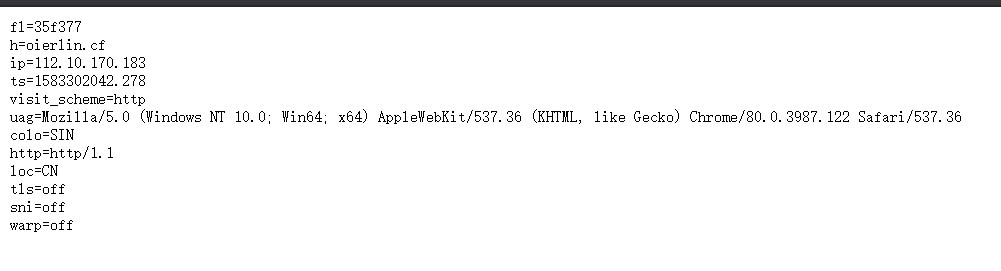 fl=35f377
h=oierlin.cf
ip=112.10.170.183
ts=1583302042.278
visit_scheme=http
uag=Mozilla/5.0 (Windows NT 10.0; Win64; x64) AppleWebKit/537.36 (KHTML, like Gecko) Chrome/80.0.3987.122 Safari/537.36
colo=SIN
http=http/1.1
loc=CN
tls=off
sni=off
warp=off